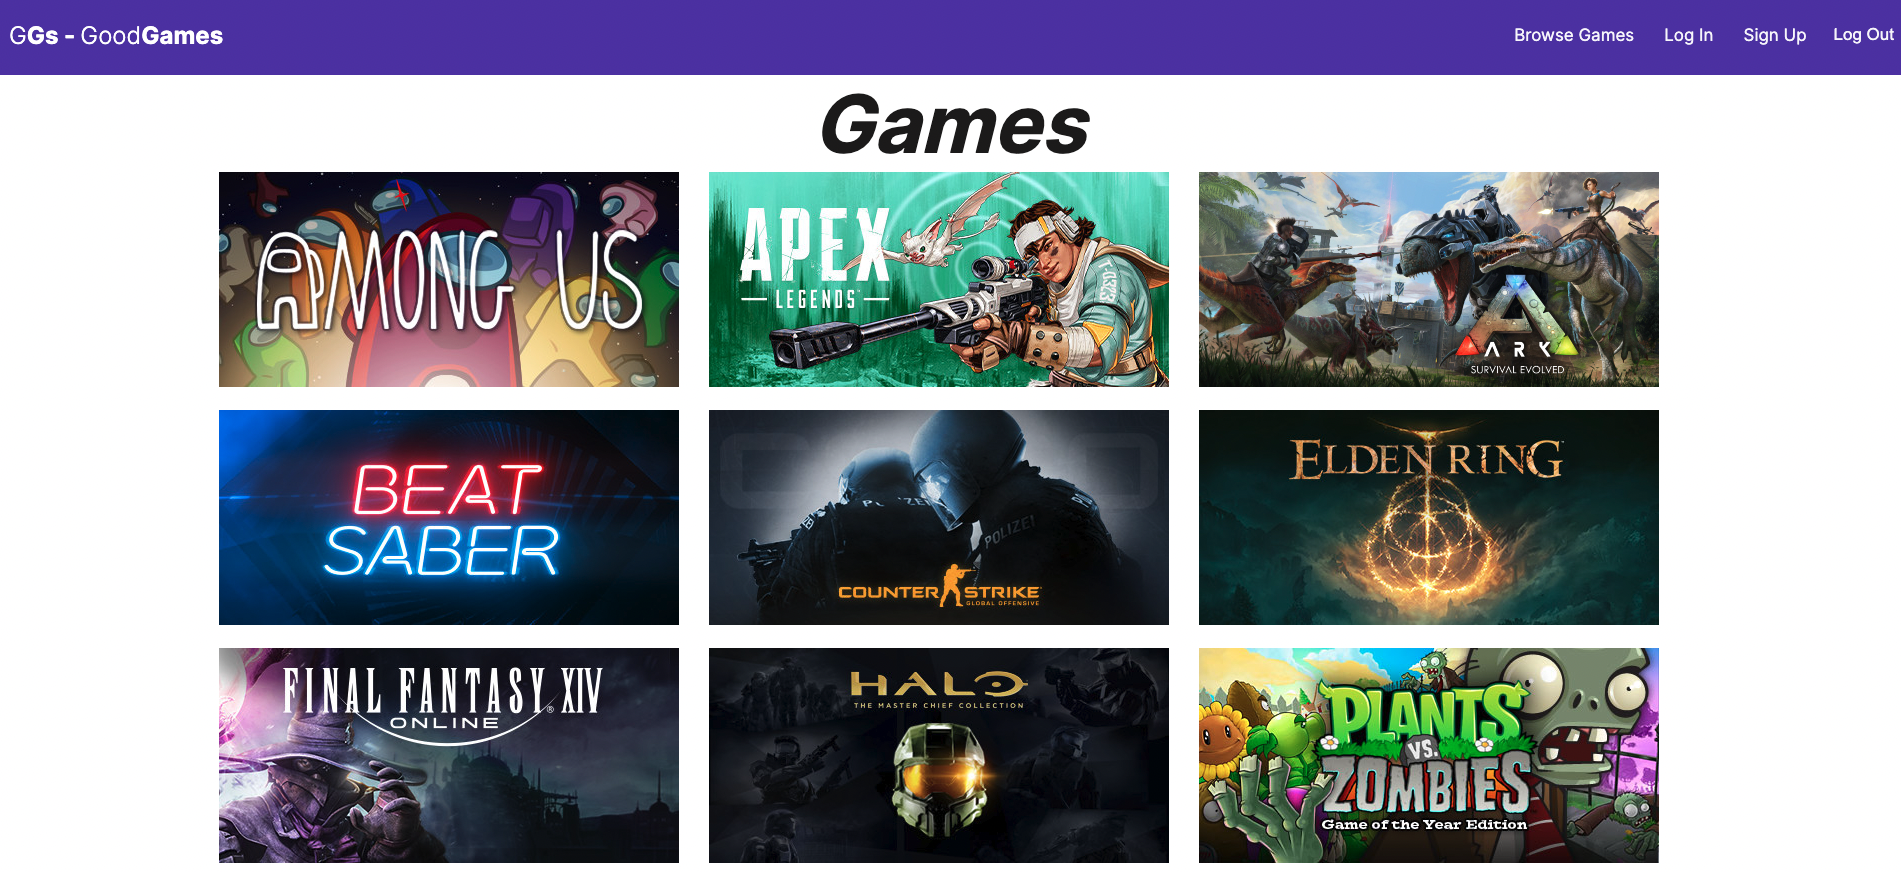 GGs - GoodGames
Browse Games Log In Sign Up Log Out
Games
AMONG US
APEX
LEGENDS
ARK
SURVIVAL EVOLVED
BEAT
SABER
POLIZEI
COUNTER STRIKE
GLOBAL OFFENSIVE
ELDEN RING
FINAL FANTASY® XIV
ONLINE
HALO
THE MASTER CHIEF COLLECTION
PLANTS
VS.
ZOMBIES
Game of the Year Edition